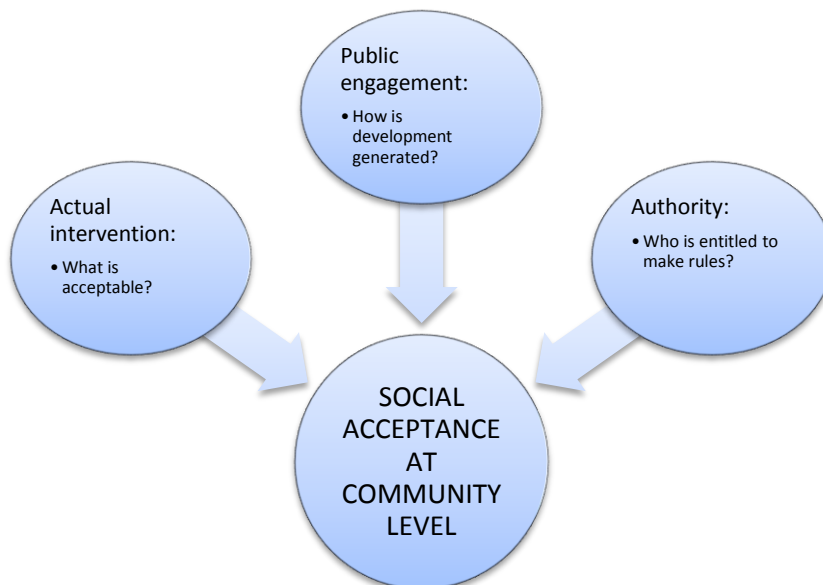 Public
engagement:
• How is
development
generated?
Actual
intervention:
• What is
acceptable?
Authority:
• Who is entitled to
make rules?
SOCIAL
ACCEPTANCE
AT
COMMUNITY
LEVEL